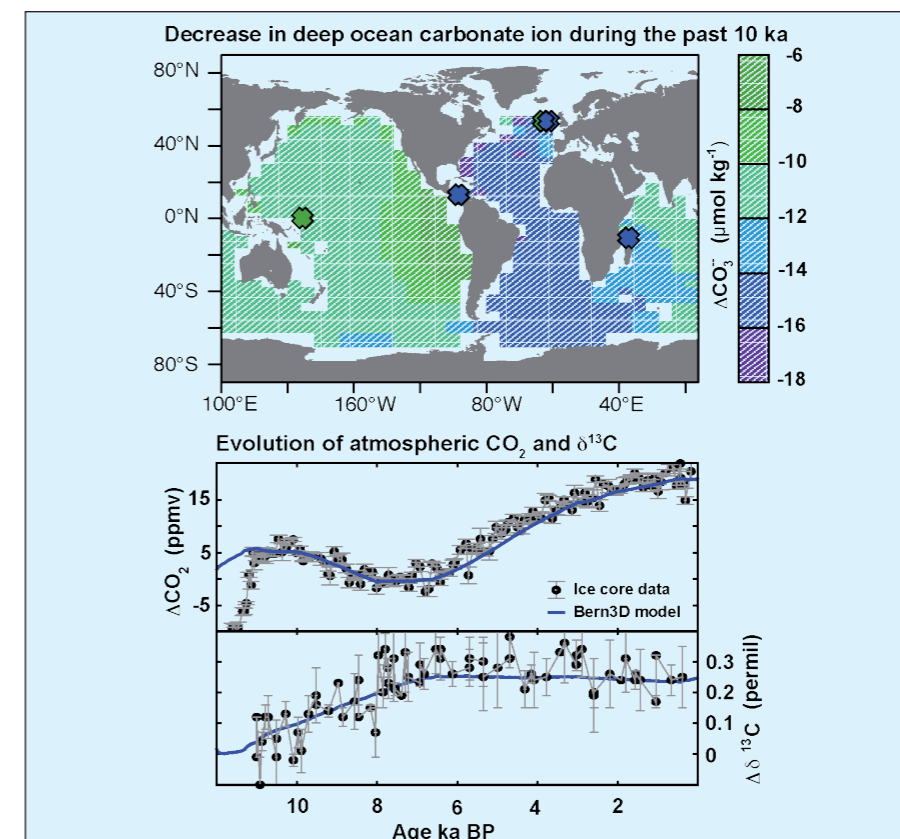 Decrease in deep ocean carbonate ion during the past 10 ka
80°N
40°N
0°N
40°S
80°S
100°E
160°W
80°W
40°E
-6
-8
-10
-12
-14
-16
-18
ΛCO₃⁻⁻ (μmol kg⁻¹)
Evolution of atmospheric CO₂ and δ¹³C
15
5
-5
ΛCO₂ (ppmv)
Ice core data
Bern3D model
0.3
0.2
0.1
0
Δδ ¹³C (permil)
10
8
6
4
2
Age ka BP